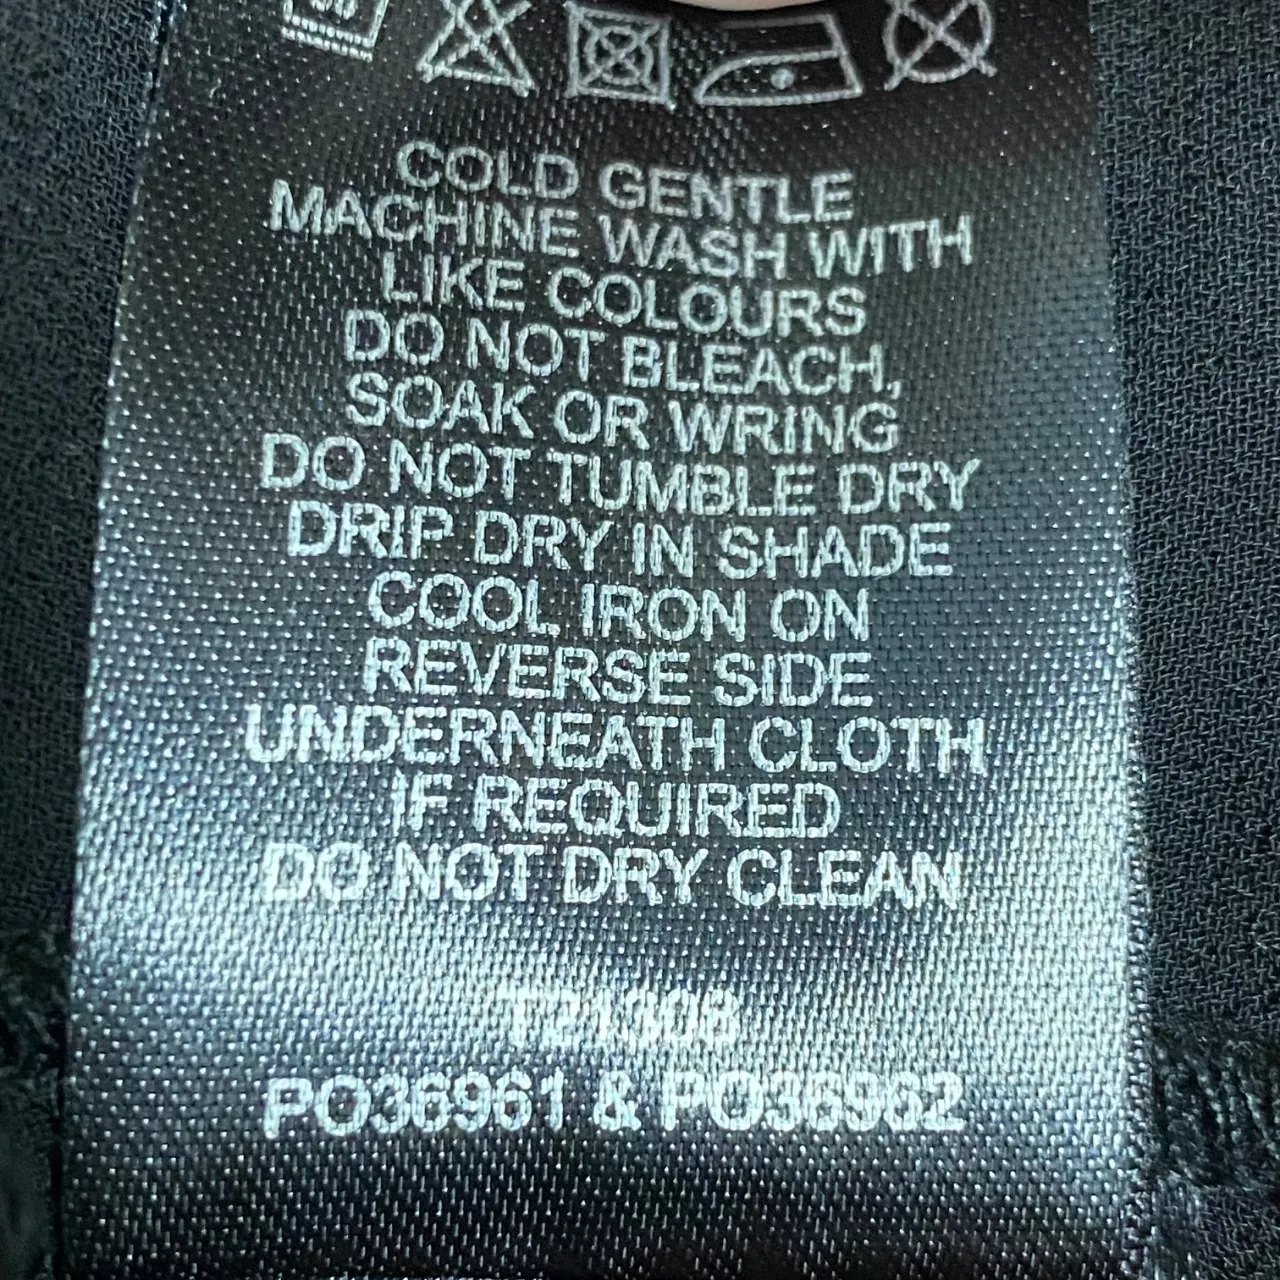 COLD GENTLE
MACHINE WASH WITH
LIKE COLOURS
DO NOT BLEACH,
SOAK OR WRING
DO NOT TUMBLE DRY
DRIP DRY IN SHADE
COOL IRON ON
REVERSE SIDE
UNDERNEATH CLOTH
IF REQUIRED
DO NOT DRY CLEAN
T21308
PO36961 & PO36962